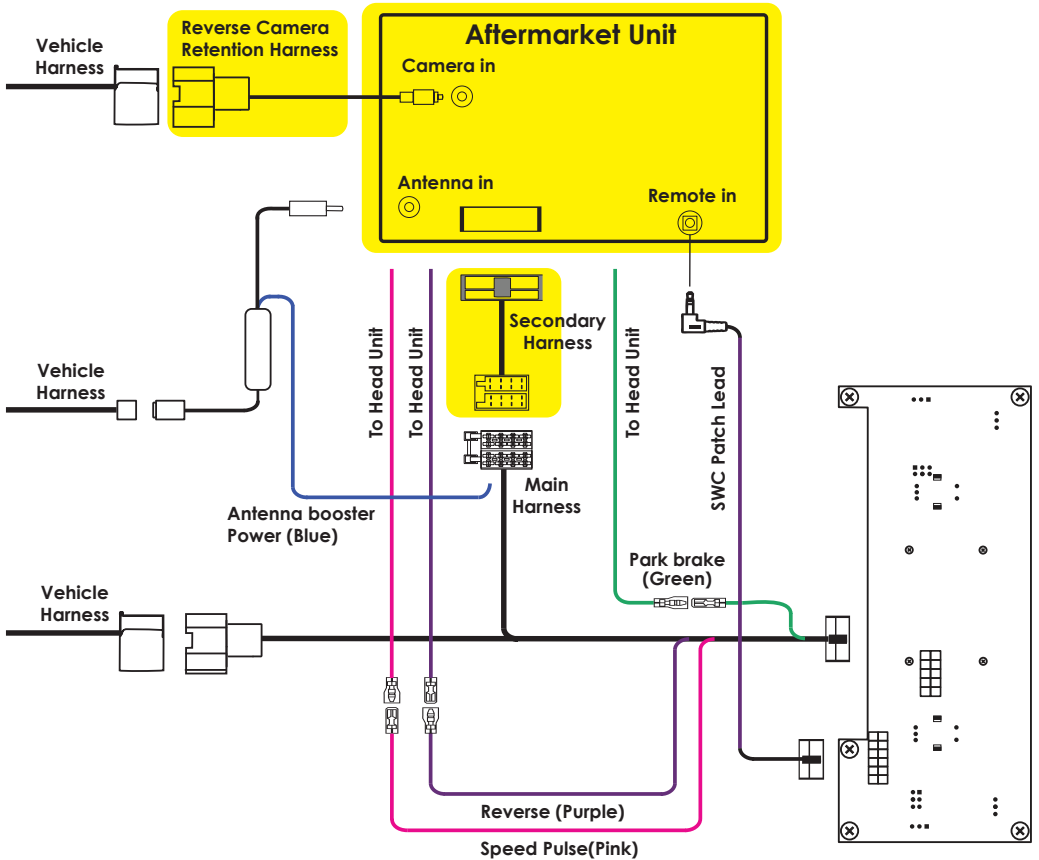 Reverse Camera
Retention Harness
Vehicle
Harness
Aftermarket Unit
Camera in
Antenna in
Remote in
Secondary
Harness
To Head Unit
To Head Unit
To Head Unit
SWC Patch Lead
Vehicle
Harness
Main
Harness
Antenna booster
Power (Blue)
Park brake
(Green)
Vehicle
Harness
Reverse (Purple)
Speed Pulse(Pink)